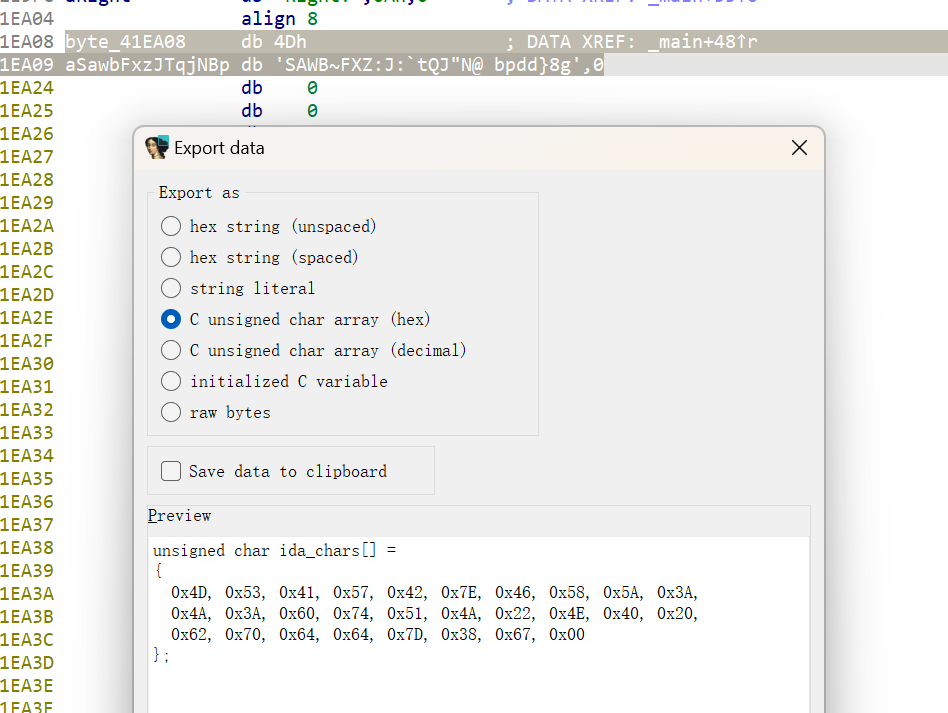 1EA04 align 8
1EA08 byte_41EA08 db 4Dh ; DATA XREF: _main+48↑r
1EA09 aSawbFxzJTqjNBp db 'SAWB~FXZ:J:`tQJ"N@ bpdd}8g',0
1EA24 db 0
1EA25 db 0
1EA26
1EA27
1EA28
1EA29
1EA2A
1EA2B
1EA2C
1EA2D
1EA2E
1EA2F
1EA30
1EA31
1EA32
1EA33
1EA34
1EA35
1EA36
1EA37
1EA38
1EA39
1EA3A
1EA3B
1EA3C
1EA3D
1EA3E
1EA3F
Export data
Export as
hex string (unspaced)
hex string (spaced)
string literal
C unsigned char array (hex)
C unsigned char array (decimal)
initialized C variable
raw bytes
Save data to clipboard
Preview
unsigned char ida_chars[] =
{
0x4D, 0x53, 0x41, 0x57, 0x42, 0x7E, 0x46, 0x58, 0x5A, 0x3A,
0x4A, 0x3A, 0x60, 0x74, 0x51, 0x4A, 0x22, 0x4E, 0x40, 0x20,
0x62, 0x70, 0x64, 0x64, 0x7D, 0x38, 0x67, 0x00
};